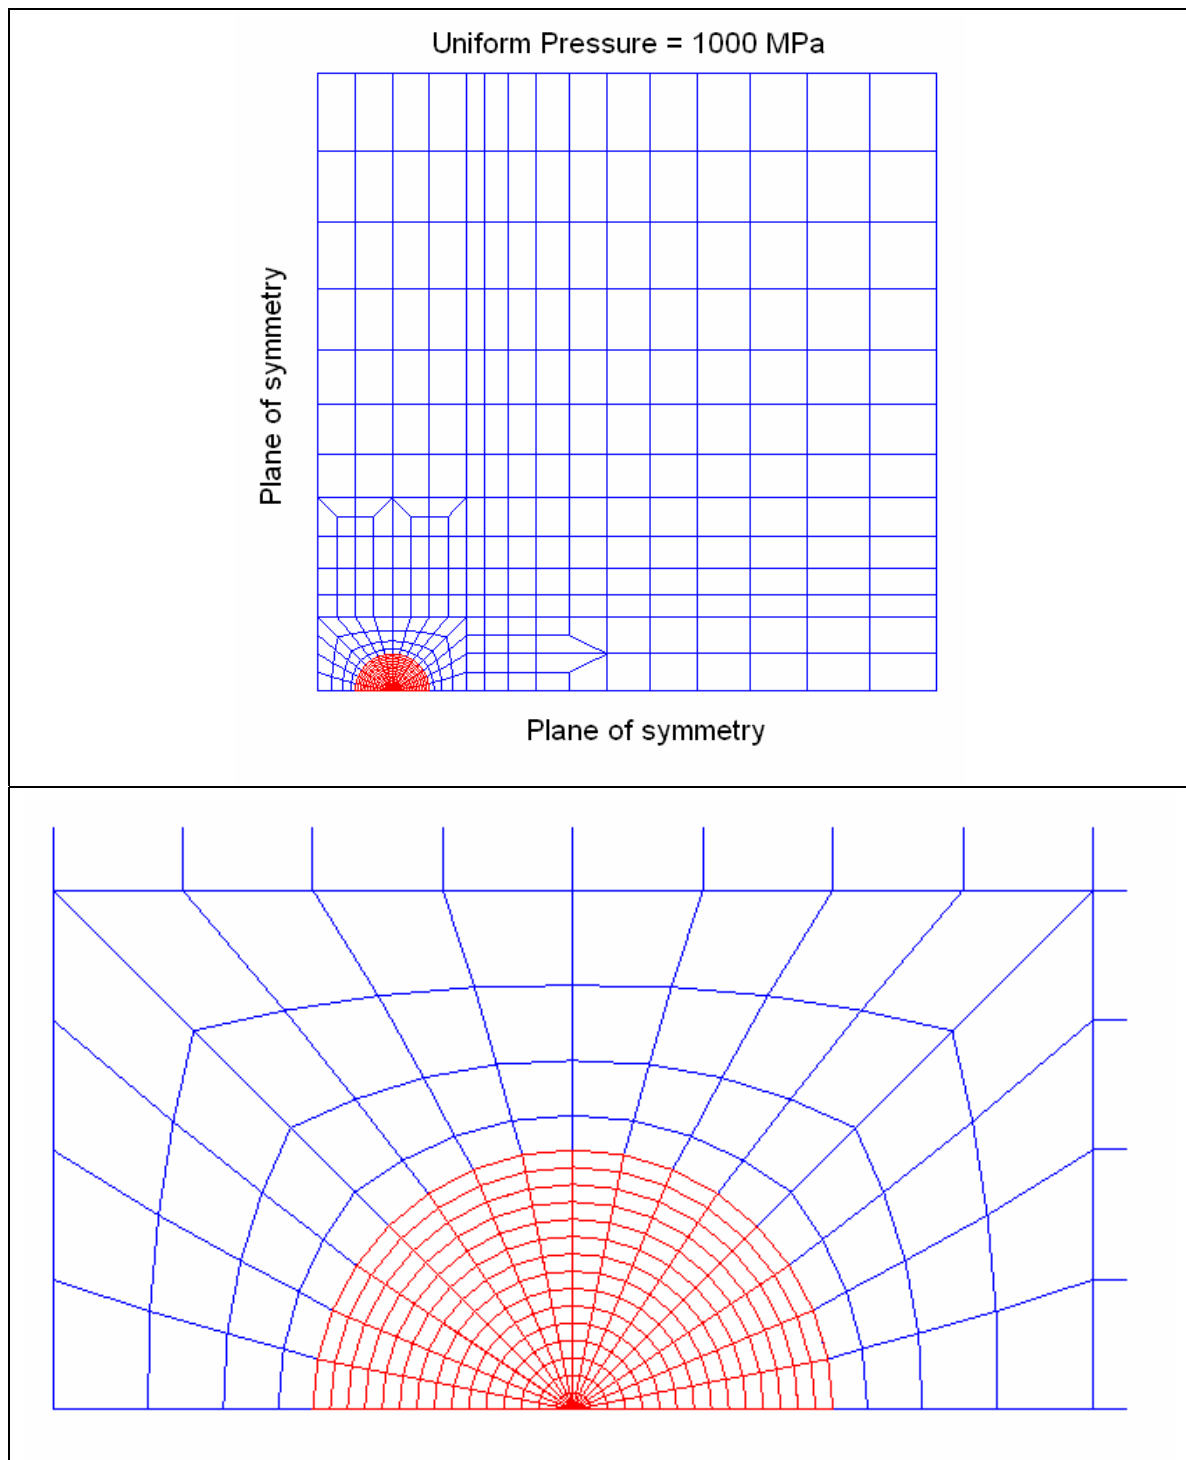 Uniform Pressure = 1000 MPa
Plane of symmetry
Plane of symmetry